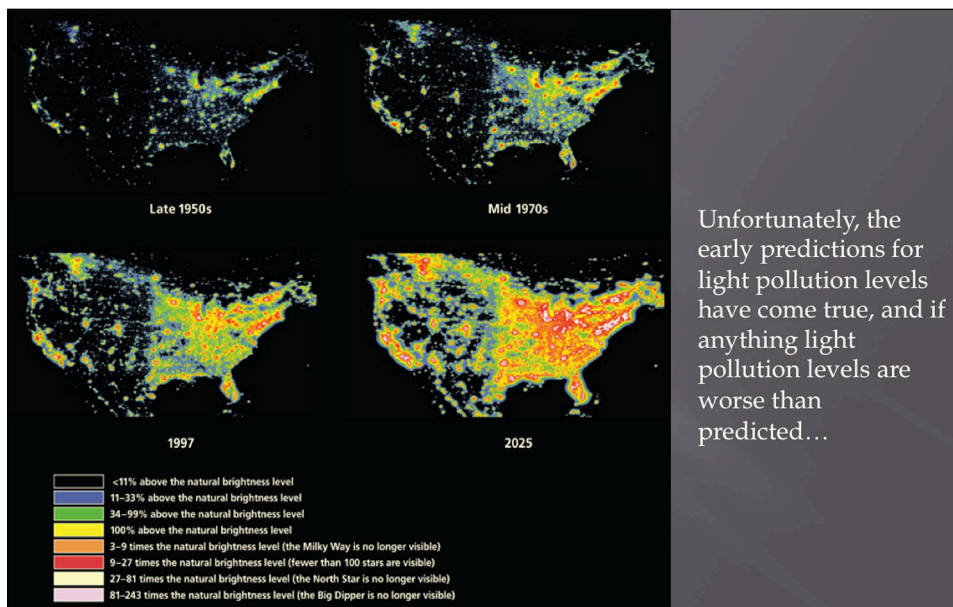 Late 1950s
Mid 1970s
1997
2025
<11% above the natural brightness level
11–33% above the natural brightness level
34–99% above the natural brightness level
100% above the natural brightness level
3–9 times the natural brightness level (the Milky Way is no longer visible)
9–27 times the natural brightness level (fewer than 100 stars are visible)
27–81 times the natural brightness level (the North Star is no longer visible)
81–243 times the natural brightness level (the Big Dipper is no longer visible)
Unfortunately, the
early predictions for
light pollution levels
have come true, and if
anything light
pollution levels are
worse than
predicted…